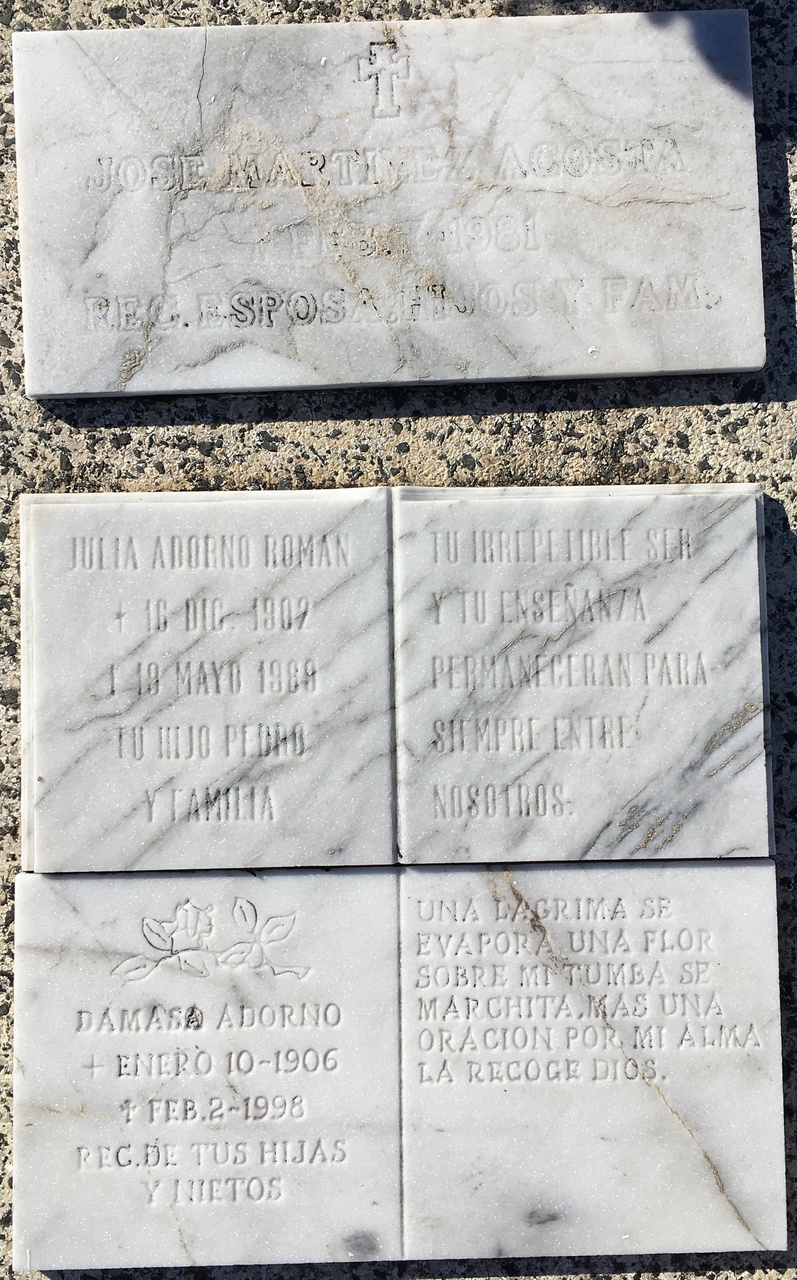 JOSE MARTINEZ ACOSTA
1981
REC. ESPOSA. HIJOS Y FAM.
JULIA ADORNO ROMAN
+ 16 DIC. 1902
† 19 MAYO 1989
TU HIJO PEDRO
Y FAMILIA
TU IRREPETIBLE SER
Y TU ENSEÑANZA
PERMANECERAN PARA
SIEMPRE ENTRE
NOSOTROS.
DAMASA ADORNO
+ ENERO 10-1906
† FEB.2-1998
REC.DE TUS HIJAS
Y NIETOS
UNA LAGRIMA SE
EVAPORA, UNA FLOR
SOBRE MI TUMBA SE
MARCHITA,MAS UNA
ORACION POR MI ALMA
LA RECOGE DIOS.